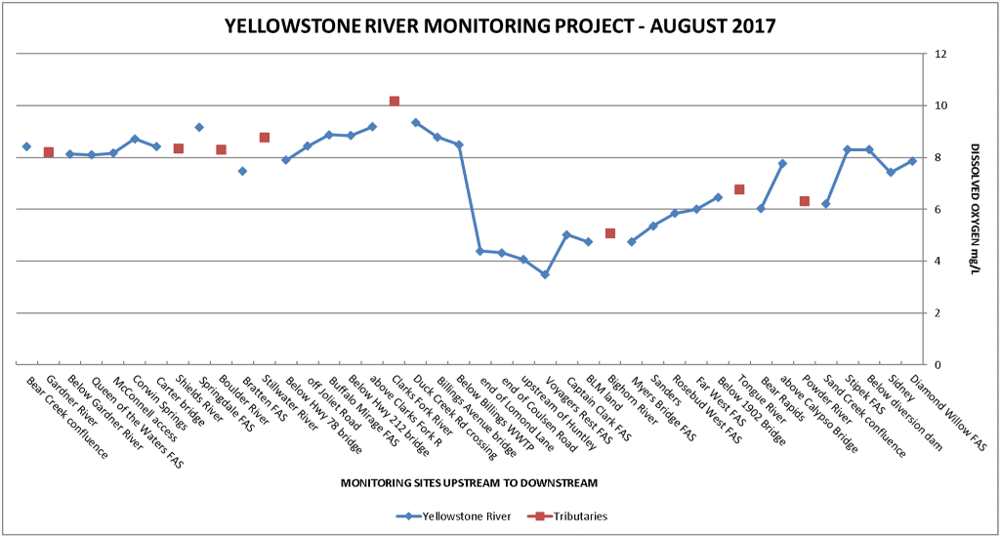 YELLOWSTONE RIVER MONITORING PROJECT - AUGUST 2017
12
10
8
6
4
2
0
DISSOLVED OXYGEN mg/L
Bear Creek confluence
Gardner River
Below Gardner River
Queen of the Waters FAS
McConnell access
Corwin Springs
Carter bridge
Shields River
Springdale FAS
Boulder River
Bratten FAS
Stillwater River
Below Hwy 78 bridge
off Joliet Road
Buffalo Mirage FAS
Below Hwy 212 bridge
above Clarks Fork R
Clarks Fork River
Duck Creek Rd crossing
Billings Avenue bridge
Below Billings WWTP
end of Lomond Lane
end of Coulsen Road
upstream of Huntley
Voyagers Rest FAS
Captain Clark FAS
BLM land
Bighorn River
Myers Bridge FAS
Sanders
Rosebud West FAS
Far West FAS
Below 1902 Bridge
Tongue River
Bear Rapids
above Calypso Bridge
Powder River
Sand Creek confluence
Stipek FAS
Below diversion dam
Sidney
Diamond Willow FAS
MONITORING SITES UPSTREAM TO DOWNSTREAM
Yellowstone River
Tributaries